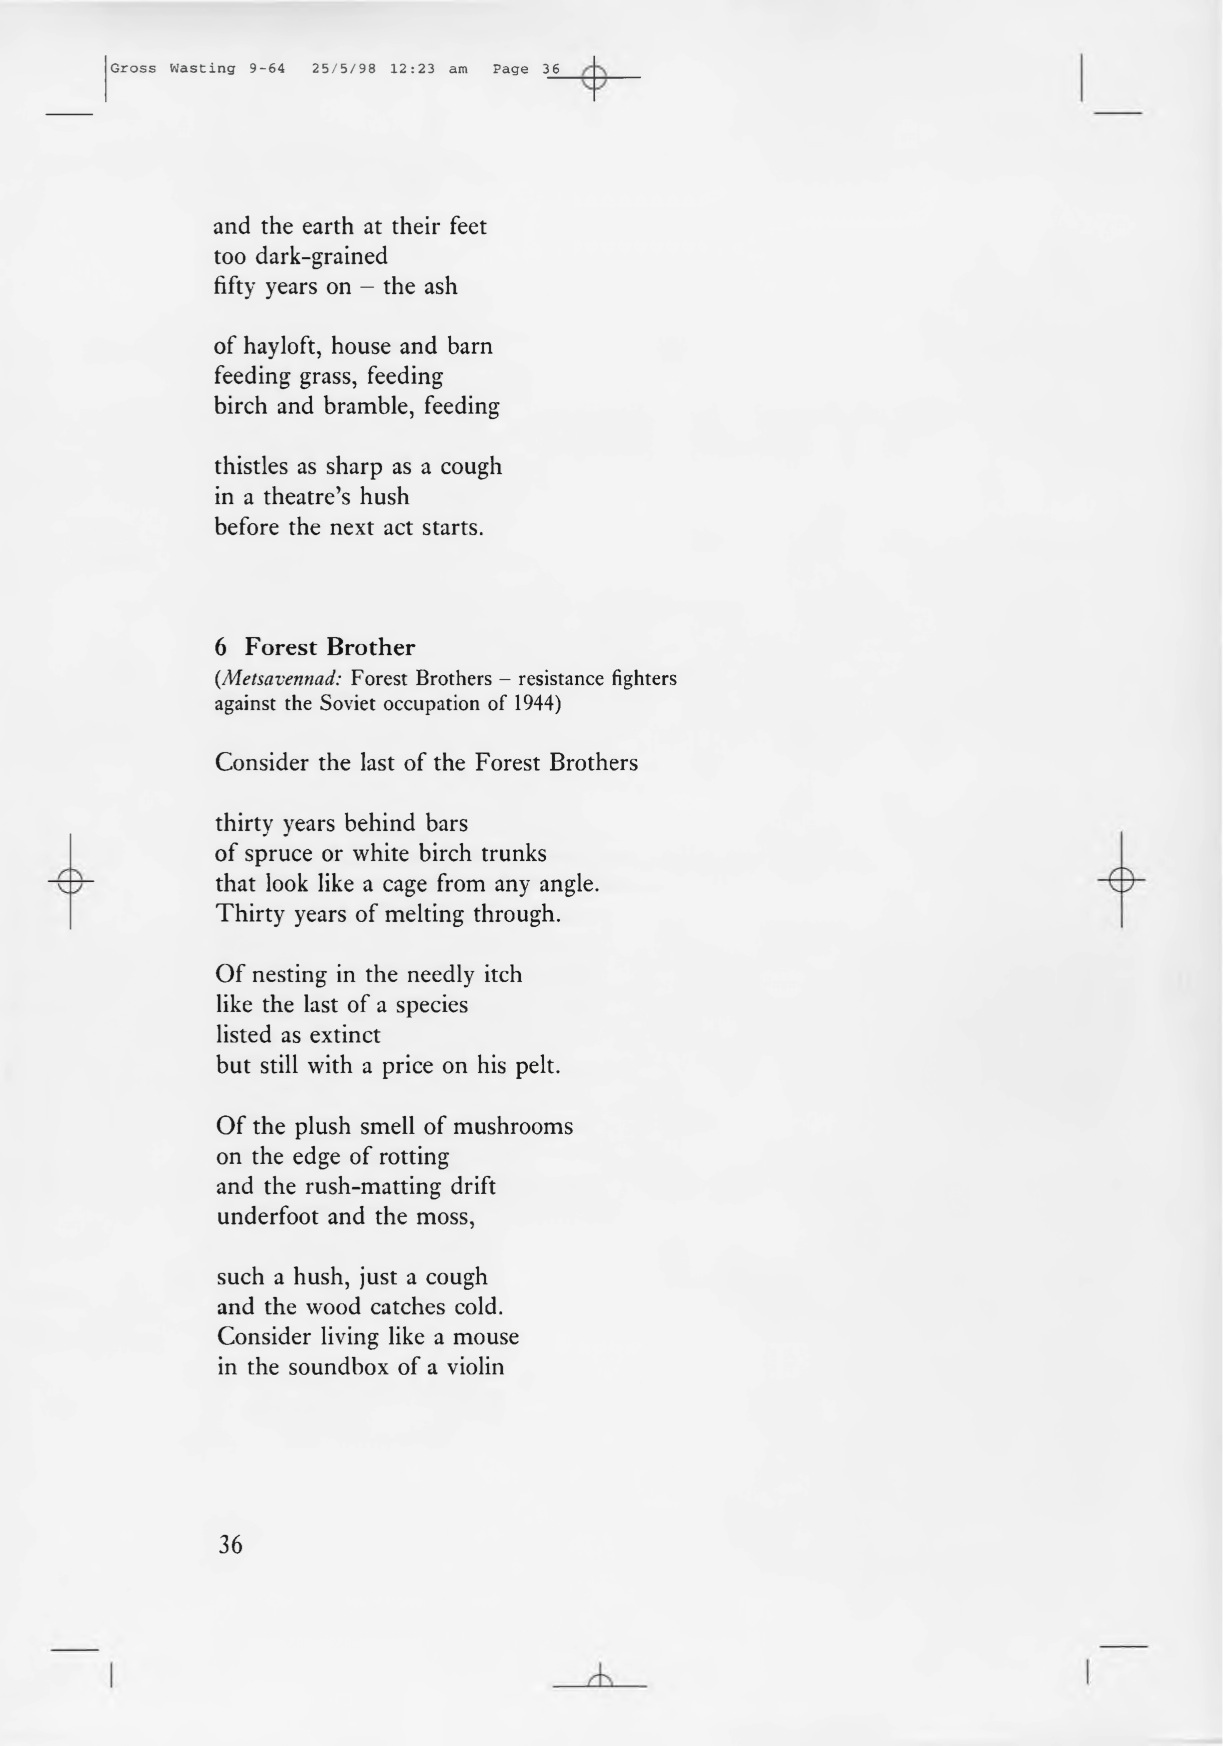 Gross Wasting 9-64 25/5/98 12:23 am Page 36
and the earth at their feet
too dark-grained
fifty years on – the ash
of hayloft, house and barn
feeding grass, feeding
birch and bramble, feeding
thistles as sharp as a cough
in a theatre's hush
before the next act starts.
6 Forest Brother
(Metsavennad: Forest Brothers – resistance fighters
against the Soviet occupation of 1944)
Consider the last of the Forest Brothers
thirty years behind bars
of spruce or white birch trunks
that look like a cage from any angle.
Thirty years of melting through.
Of nesting in the needly itch
like the last of a species
listed as extinct
but still with a price on his pelt.
Of the plush smell of mushrooms
on the edge of rotting
and the rush-matting drift
underfoot and the moss,
such a hush, just a cough
and the wood catches cold.
Consider living like a mouse
in the soundbox of a violin
36